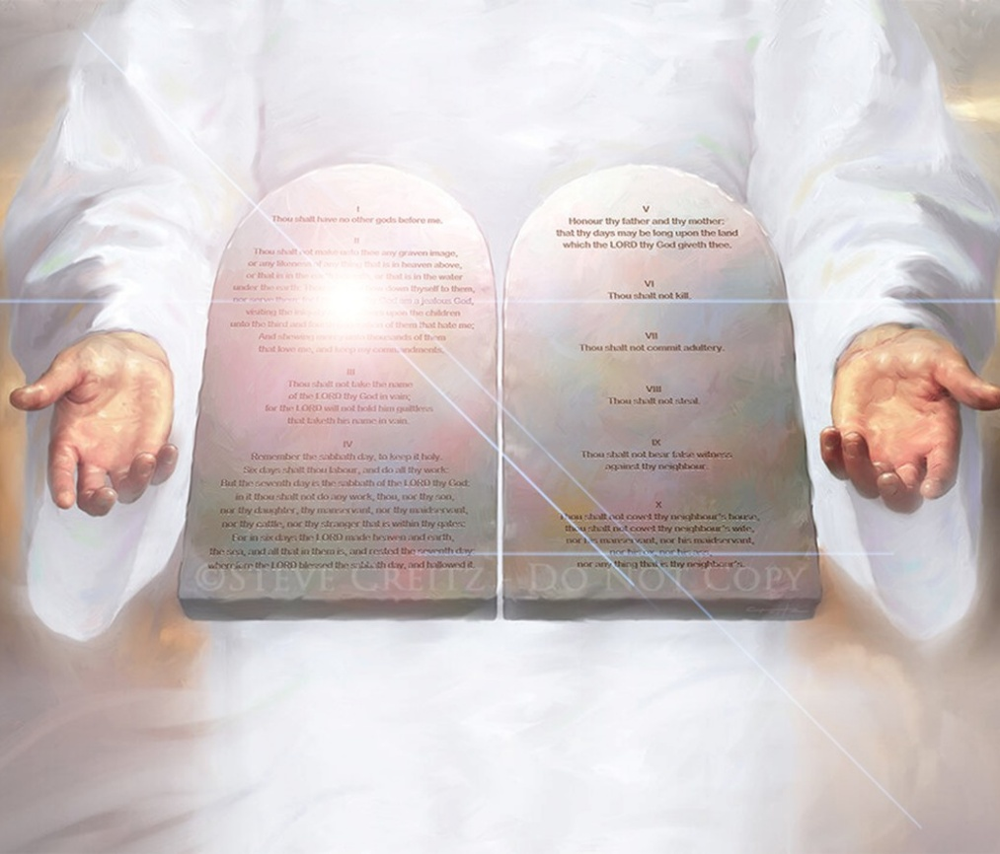 I
Thou shalt have no other gods before me.
II
Thou shalt not make unto thee any graven image,
or any likeness of any thing that is in heaven above,
or that is in the earth beneath, or that is in the water
under the earth: down thyself to them,
nor serve them: God am a jealous God,
visiting the upon the children
unto the third and of them that hate me;
And shewing mercy unto thousands of them
that love me, and keep my commandments.
III
Thou shalt not take the name
of the LORD thy God in vain;
for the LORD will not hold him guiltless
that taketh his name in vain.
IV
Remember the sabbath day, to keep it holy.
Six days shalt thou labour, and do all thy work:
But the seventh day is the sabbath of the LORD thy God:
in it thou shalt not do any work, thou, nor thy son,
nor thy daughter, thy manservant, nor thy maidservant,
nor thy cattle, nor thy stranger that is within thy gates:
For in six days the LORD made heaven and earth,
the sea, and all that in them is, and rested the seventh day:
wherefore the LORD blessed the sabbath day, and hallowed it.
V
Honour thy father and thy mother:
that thy days may be long upon the land
which the LORD thy God giveth thee.
VI
Thou shalt not kill.
VII
Thou shalt not commit adultery.
VIII
Thou shalt not steal.
IX
Thou shalt not bear false witness
against thy neighbour.
X
Thou shalt not covet thy neighbour's house,
thou shalt not covet thy neighbour's wife,
nor his manservant, nor his maidservant,
nor his ox, nor his ass,
nor any thing that is thy neighbour's.
©STEVE CREITZ DO NOT COPY